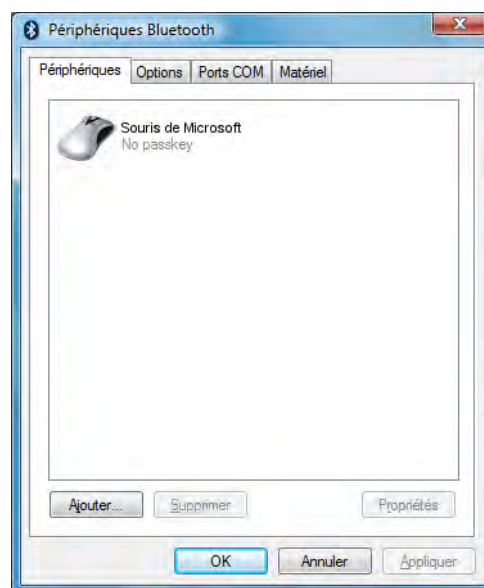 Périphériques Bluetooth
Périphériques Options Ports COM Matériel
Souris de Microsoft
No passkey
Ajouter... Supprimer Propriétés
OK Annuler Appliquer